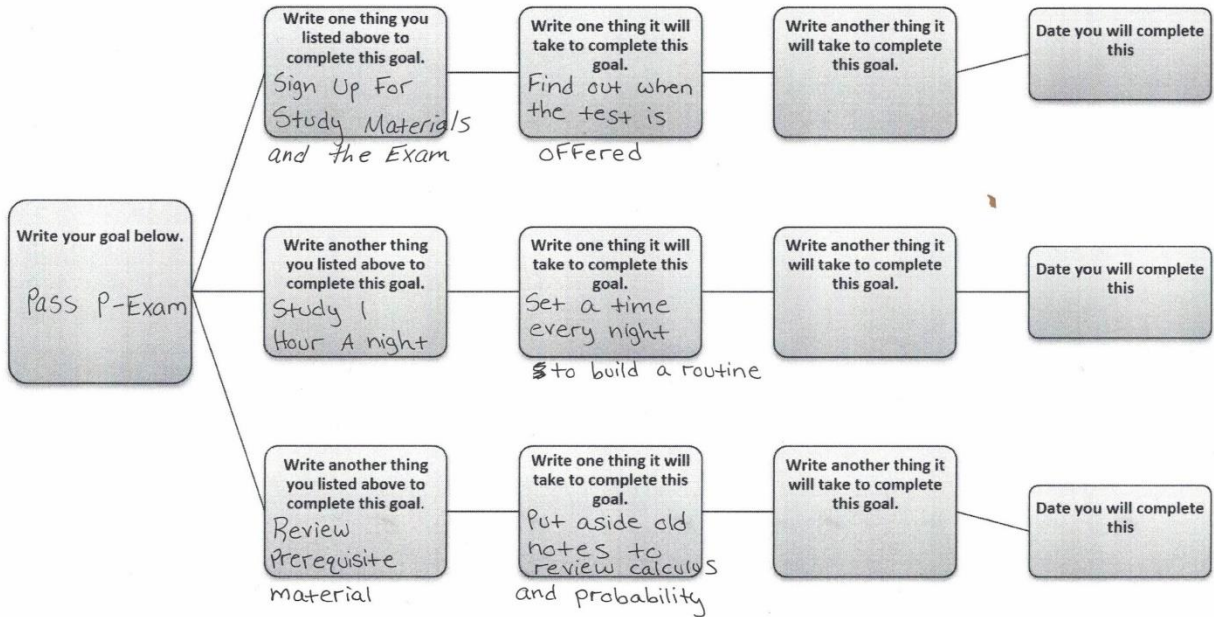 Write one thing you
listed above to
complete this goal.
Sign Up For
Study Materials
and the Exam
Write one thing it will
take to complete this
goal.
Find out when
the test is
offered
Write another thing it
will take to complete
this goal.
Date you will complete
this
Write your goal below.
Pass P-Exam
Write another thing
you listed above to
complete this goal.
Study 1
Hour A night
Write one thing it will
take to complete this
goal.
Set a time
every night
to build a routine
Write another thing it
will take to complete
this goal.
Date you will complete
this
Write another thing
you listed above to
complete this goal.
Review
Prerequisite
material
Write one thing it will
take to complete this
goal.
Put aside old
notes to
review calculus
and probability
Write another thing it
will take to complete
this goal.
Date you will complete
this